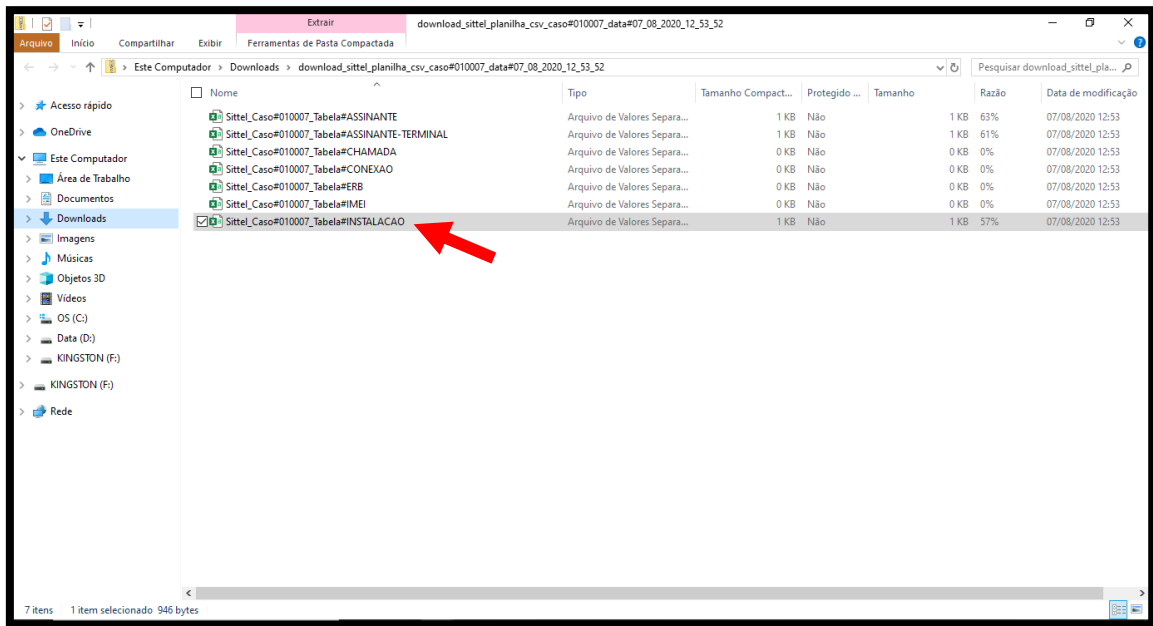 Extrair
download_sittel_planilha_csv_caso#010007_data#07_08_2020_12_53_52
Arquivo Início Compartilhar Exibir Ferramentas de Pasta Compactada
Este Computador Downloads download_sittel_planilha_csv_caso#010007_data#07_08_2020_12_53_52 Pesquisar download_sittel_pla...
Nome Tipo Tamanho Compact... Protegido ... Tamanho Razão Data de modificação
Acesso rápido
OneDrive
Este Computador
Área de Trabalho
Documentos
Downloads
Imagens
Músicas
Objetos 3D
Vídeos
OS (C:)
Data (D:)
KINGSTON (F:)
KINGSTON (F:)
Rede
Sittel_Caso#010007_Tabela#ASSINANTE Arquivo de Valores Separa... 1 KB Não 1 KB 63% 07/08/2020 12:53
Sittel_Caso#010007_Tabela#ASSINANTE-TERMINAL Arquivo de Valores Separa... 1 KB Não 1 KB 61% 07/08/2020 12:53
Sittel_Caso#010007_Tabela#CHAMADA Arquivo de Valores Separa... 0 KB Não 0 KB 0% 07/08/2020 12:53
Sittel_Caso#010007_Tabela#CONEXAO Arquivo de Valores Separa... 0 KB Não 0 KB 0% 07/08/2020 12:53
Sittel_Caso#010007_Tabela#ERB Arquivo de Valores Separa... 0 KB Não 0 KB 0% 07/08/2020 12:53
Sittel_Caso#010007_Tabela#IMEI Arquivo de Valores Separa... 0 KB Não 0 KB 0% 07/08/2020 12:53
Sittel_Caso#010007_Tabela#INSTALACAO Arquivo de Valores Separa... 1 KB Não 1 KB 57% 07/08/2020 12:53
7 itens 1 item selecionado 946 bytes